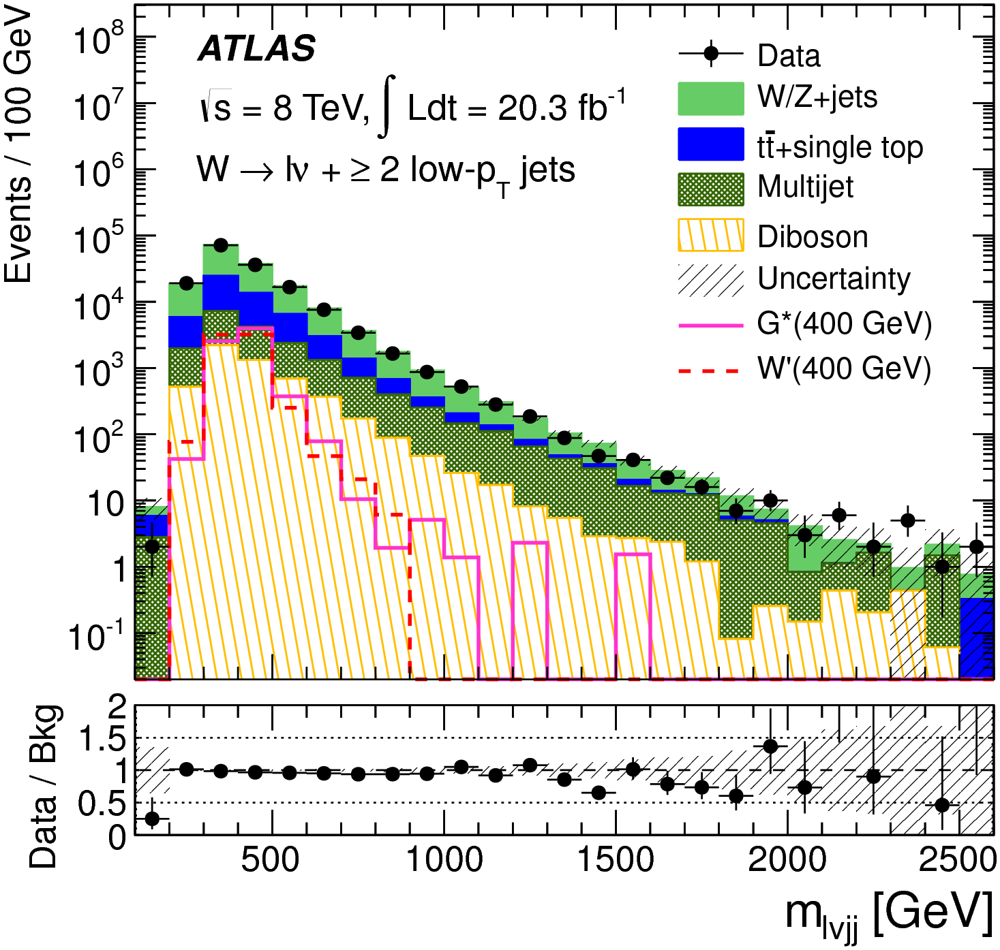 Events / 100 GeV
10⁸
10⁷
10⁶
10⁵
10⁴
10³
10²
10
1
10⁻¹
ATLAS
√s = 8 TeV, ∫ Ldt = 20.3 fb⁻¹
W → lν + ≥ 2 low-p_T jets
Data
W/Z+jets
tt̄+single top
Multijet
Diboson
Uncertainty
G*(400 GeV)
W'(400 GeV)
Data / Bkg
2
1.5
1
0.5
0
500 1000 1500 2000 2500
m_lνjj [GeV]